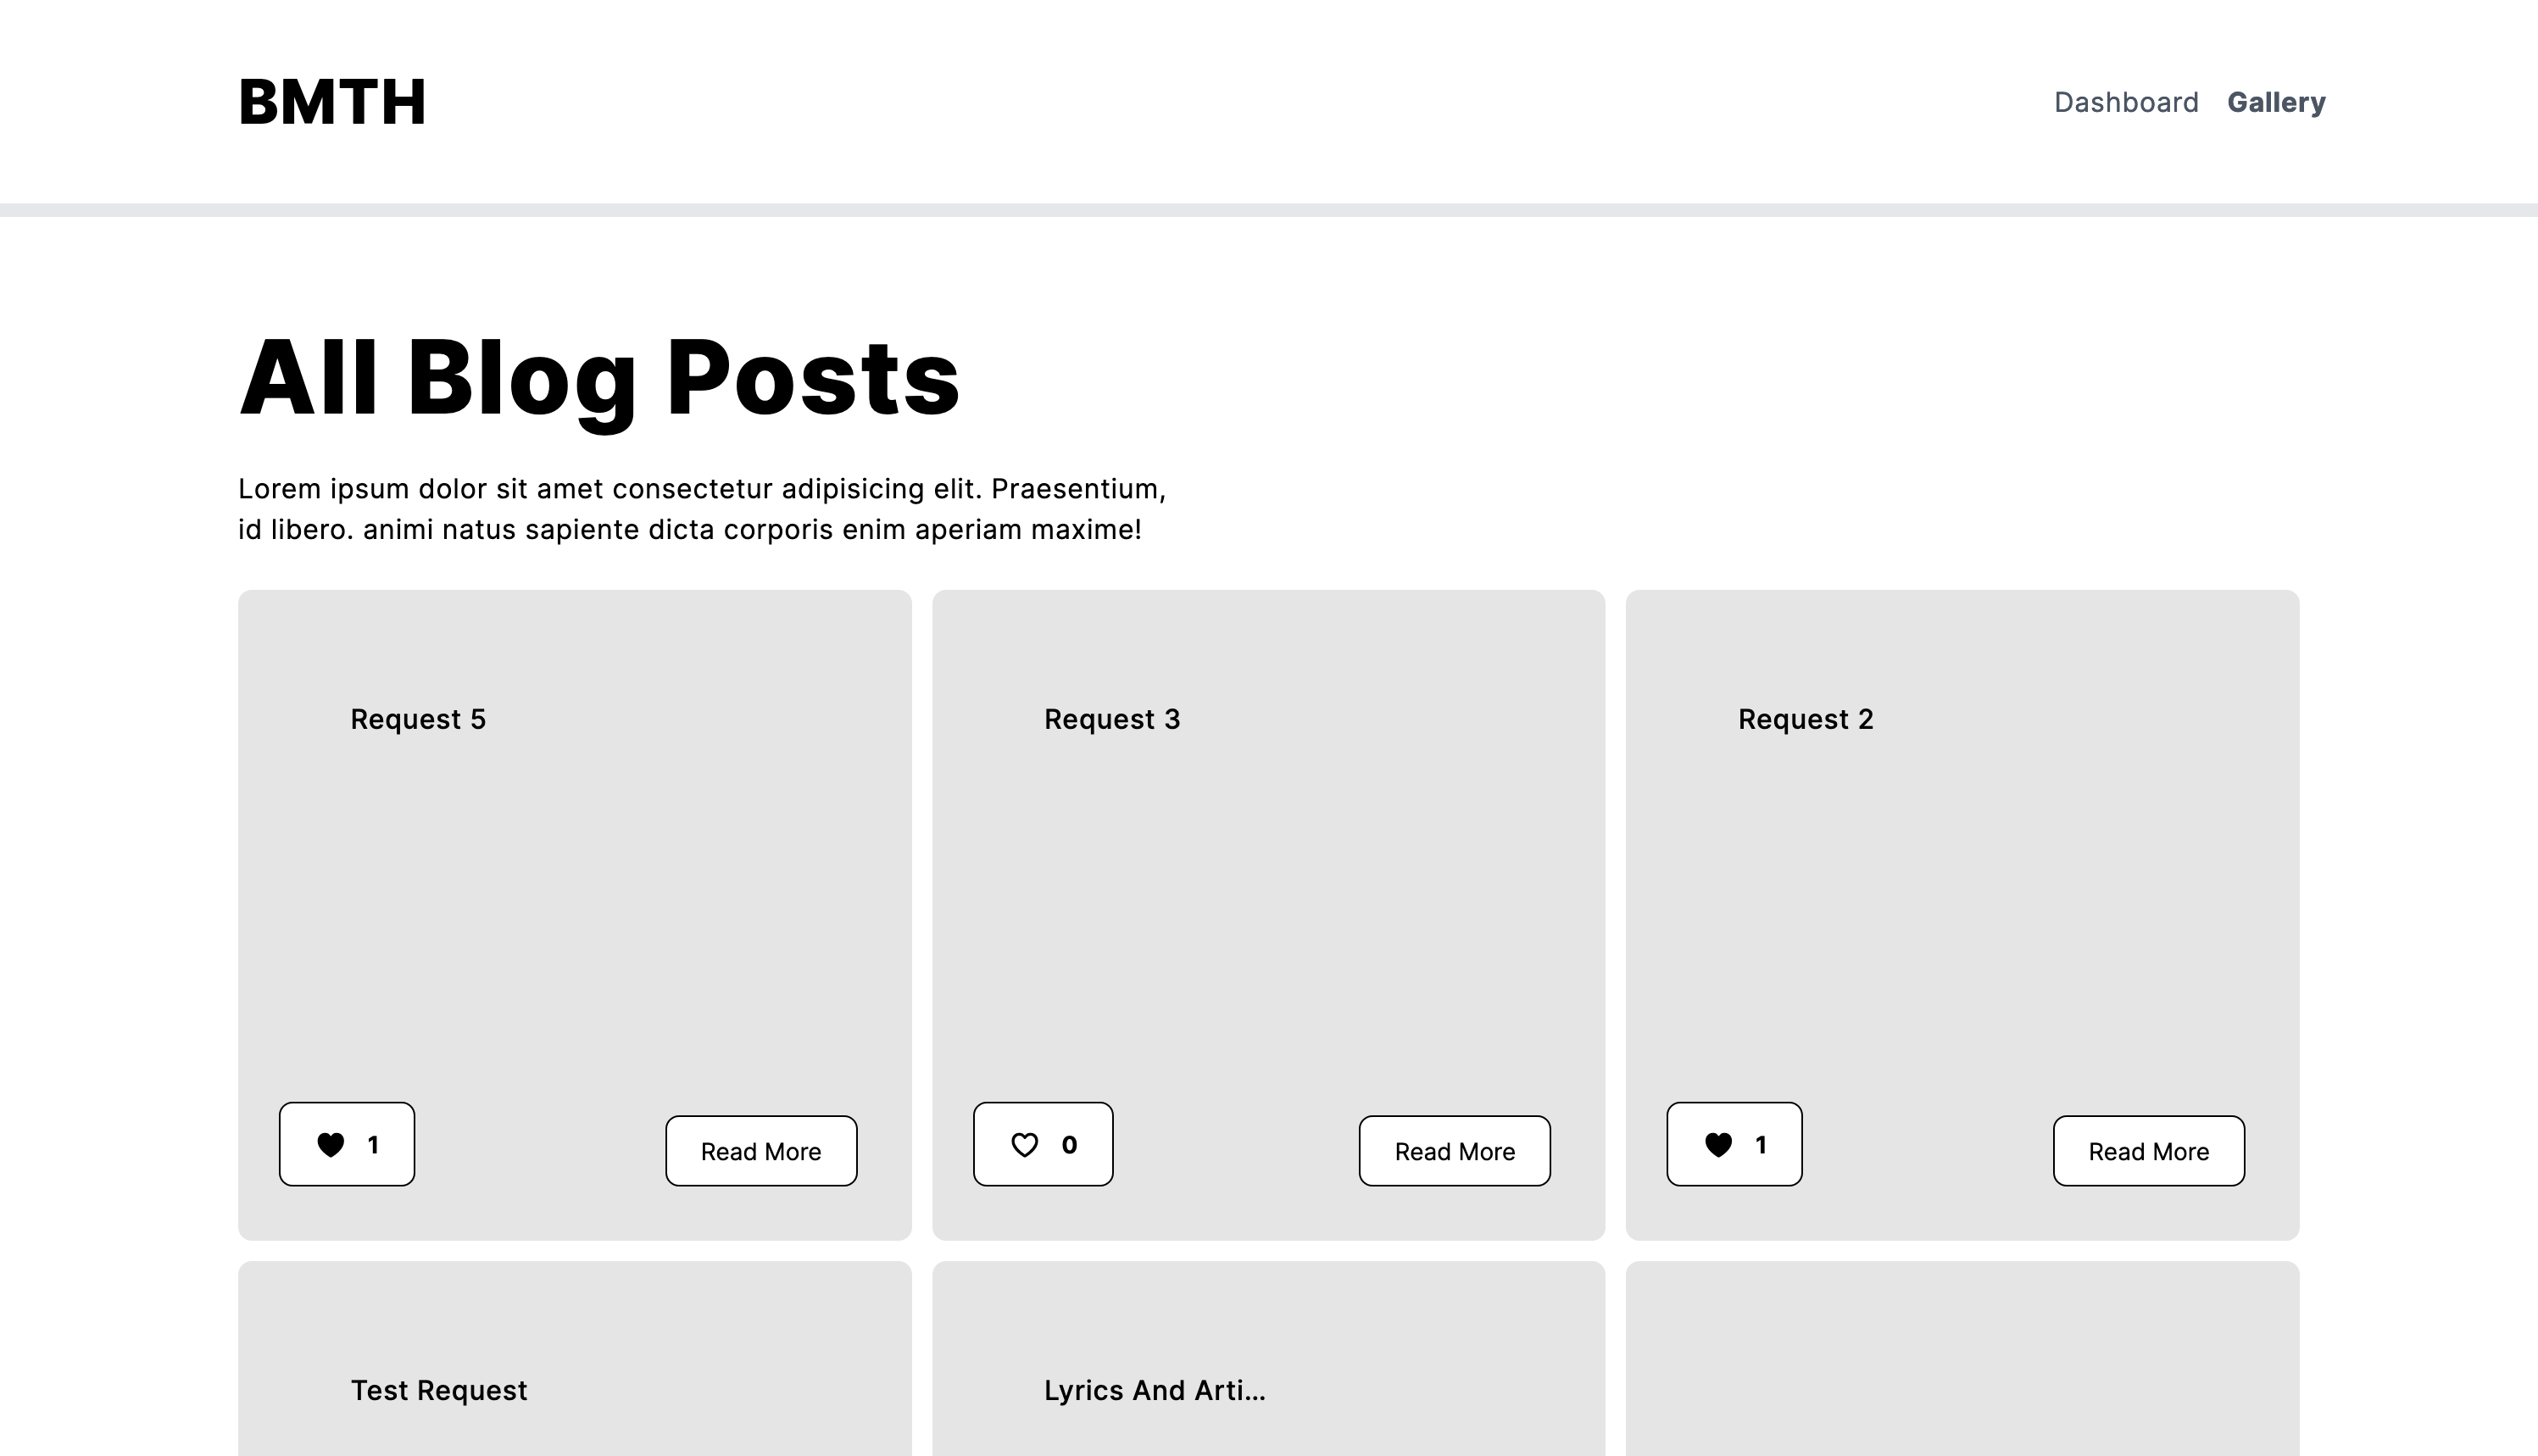 BMTH
Dashboard Gallery
All Blog Posts
Lorem ipsum dolor sit amet consectetur adipisicing elit. Praesentium,
id libero. animi natus sapiente dicta corporis enim aperiam maxime!
Request 5
Request 3
Request 2
1
Read More
0
Read More
1
Read More
Test Request
Lyrics And Arti...